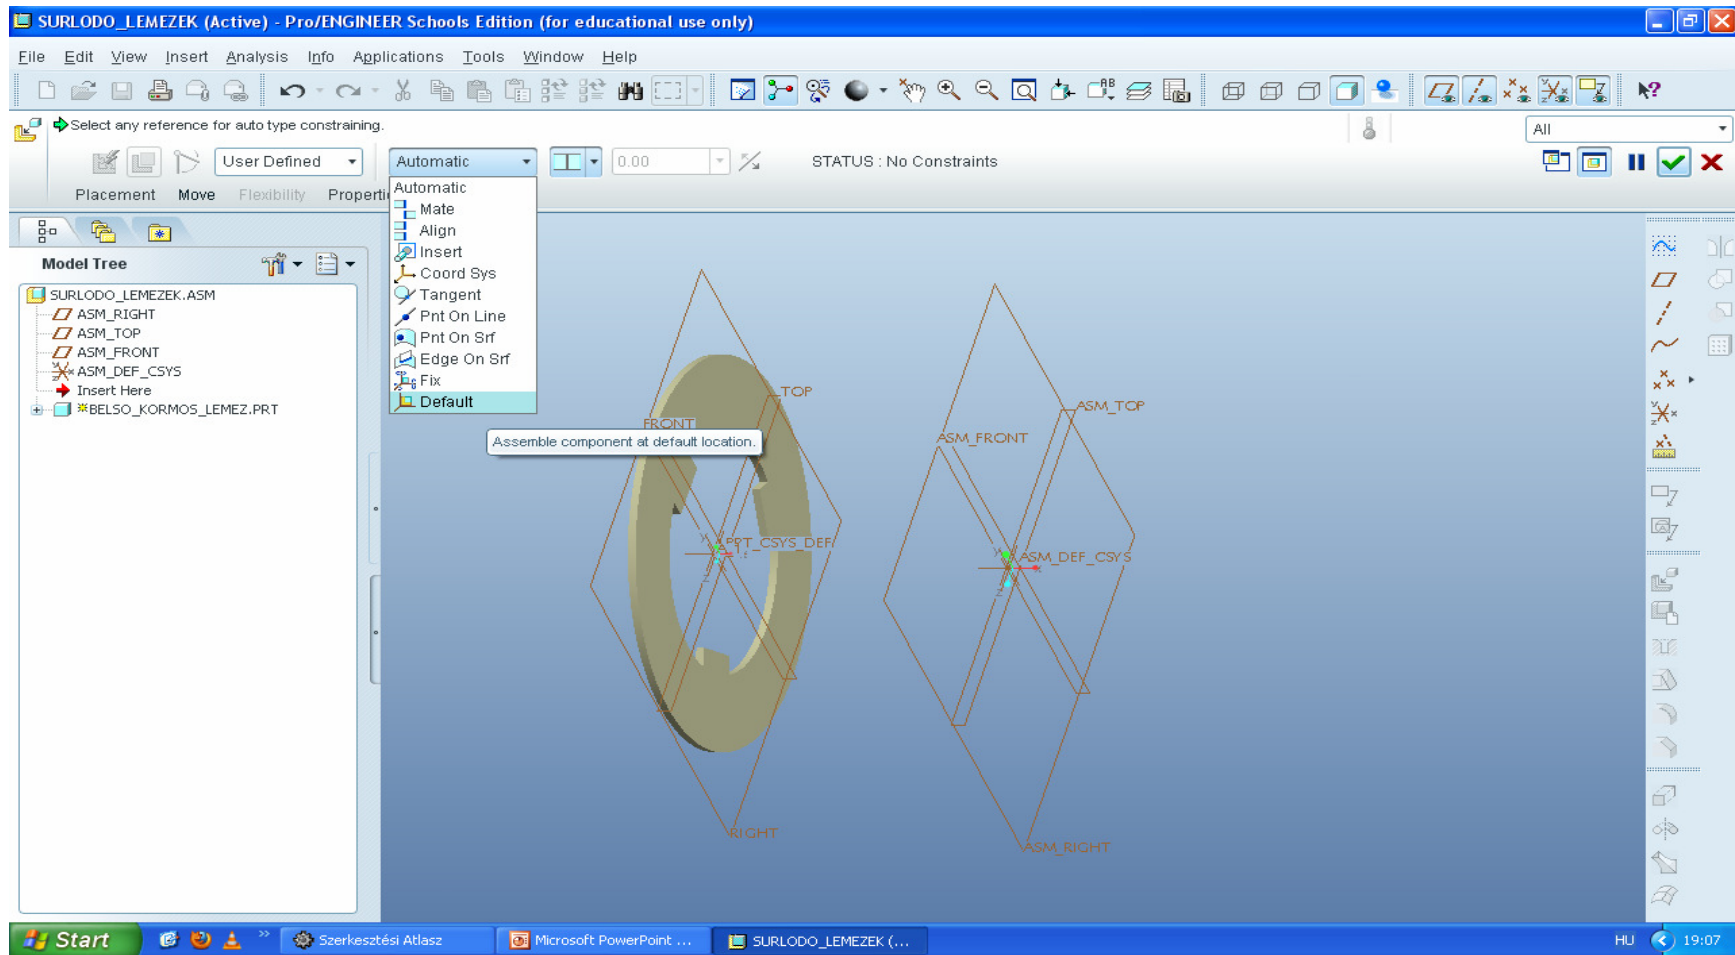 SURLODO_LEMEZEK (Active) - Pro/ENGINEER Schools Edition (for educational use only)
File Edit View Insert Analysis Info Applications Tools Window Help
Select any reference for auto type constraining.
All
User Defined Automatic 0.00 STATUS : No Constraints
Placement Move Flexibility Properti
Automatic
Mate
Align
Insert
Coord Sys
Tangent
Pnt On Line
Pnt On Srf
Edge On Srf
Fix
Default
Assemble component at default location.
Model Tree
SURLODO_LEMEZEK.ASM
ASM_RIGHT
ASM_TOP
ASM_FRONT
ASM_DEF_CSYS
Insert Here
BELSO_KORMOS_LEMEZ.PRT
TOP
FRONT
PRT_CSYS_DEF
RIGHT
ASM_TOP
ASM_FRONT
ASM_DEF_CSYS
ASM_RIGHT
Start Szerkesztési Atlasz Microsoft PowerPoint ... SURLODO_LEMEZEK (... HU 19:07